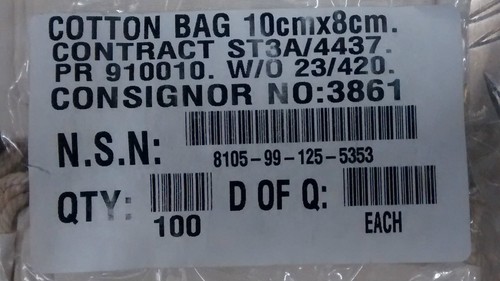 COTTON BAG 10cmx8cm.
CONTRACT ST3A/4437.
PR 910010. W/O 23/420.
CONSIGNOR NO:3861
N.S.N:
8105-99-125-5353
QTY: D OF Q:
100 EACH